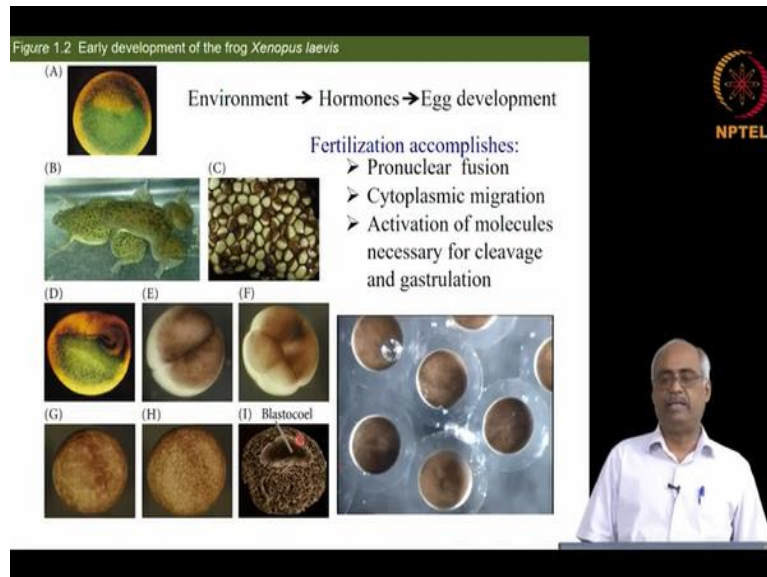 Figure 1.2 Early development of the frog Xenopus laevis
(A)
Environment ➔ Hormones ➔ Egg development
NPTEL
Fertilization accomplishes:
➢ Pronuclear fusion
➢ Cytoplasmic migration
➢ Activation of molecules
necessary for cleavage
and gastrulation
(B)
(C)
(D)
(E)
(F)
(G)
(H)
(I) Blastocoel